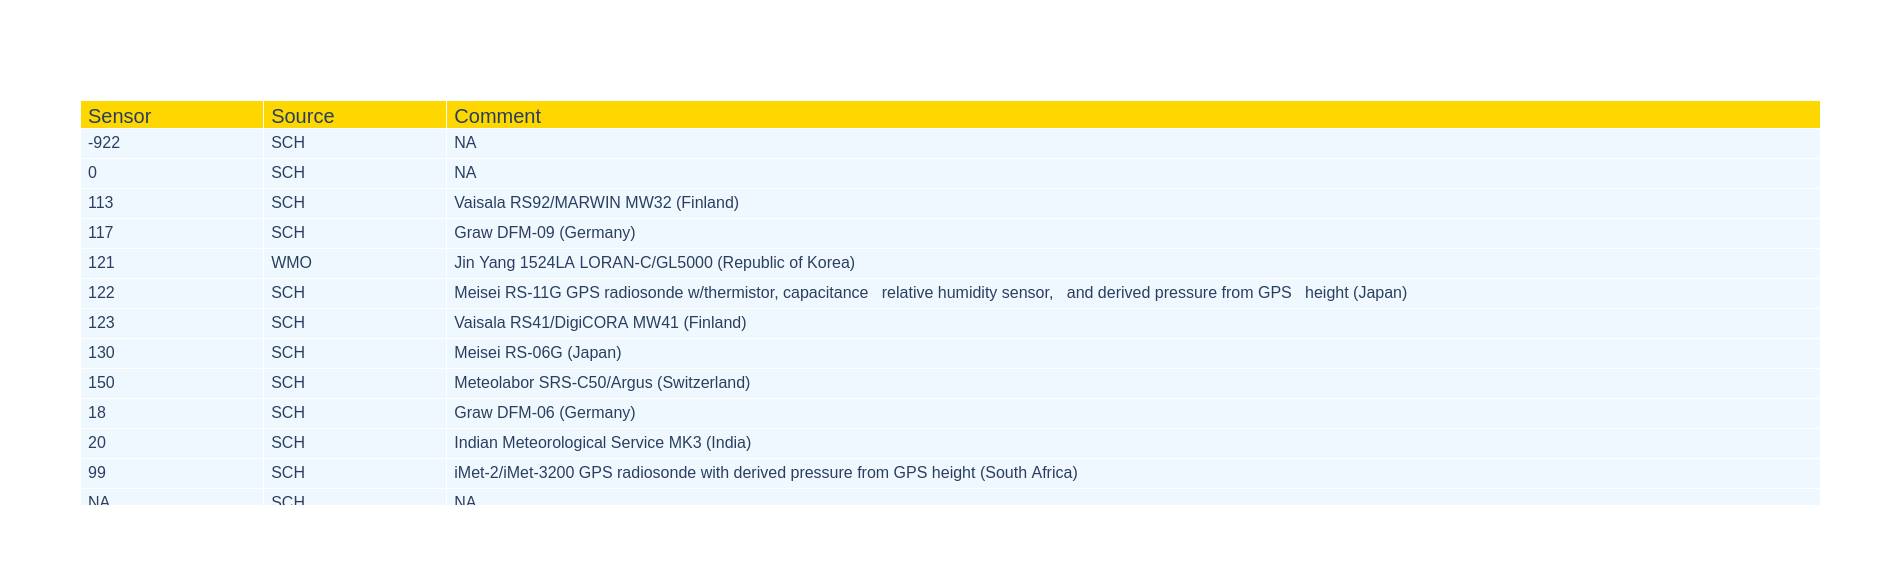 Sensor Source Comment
-922 SCH NA
0 SCH NA
113 SCH Vaisala RS92/MARWIN MW32 (Finland)
117 SCH Graw DFM-09 (Germany)
121 WMO Jin Yang 1524LA LORAN-C/GL5000 (Republic of Korea)
122 SCH Meisei RS-11G GPS radiosonde w/thermistor, capacitance   relative humidity sensor,   and derived pressure from GPS   height (Japan)
123 SCH Vaisala RS41/DigiCORA MW41 (Finland)
130 SCH Meisei RS-06G (Japan)
150 SCH Meteolabor SRS-C50/Argus (Switzerland)
18 SCH Graw DFM-06 (Germany)
20 SCH Indian Meteorological Service MK3 (India)
99 SCH iMet-2/iMet-3200 GPS radiosonde with derived pressure from GPS height (South Africa)
NA SCH NA